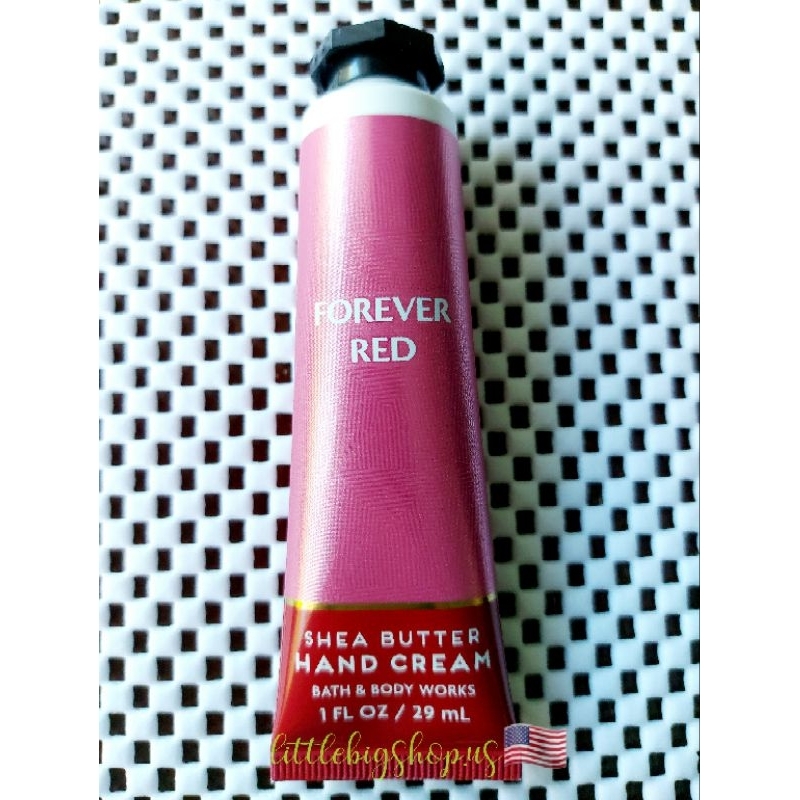 FOREVER
RED
SHEA BUTTER
HAND CREAM
BATH & BODY WORKS
1 FL OZ / 29 mL
littlebigshop.us